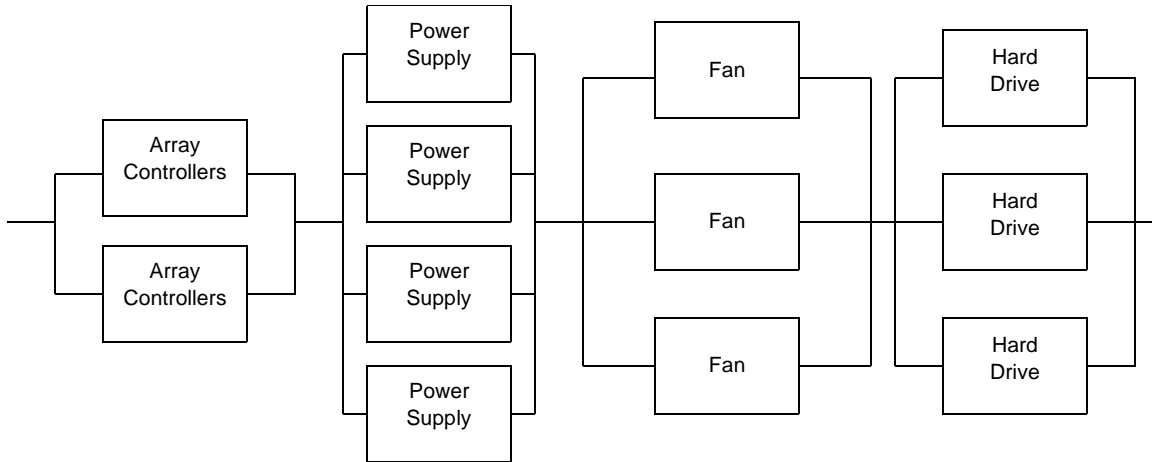 Array
Controllers
Array
Controllers
Power
Supply
Power
Supply
Power
Supply
Power
Supply
Fan
Fan
Fan
Hard
Drive
Hard
Drive
Hard
Drive